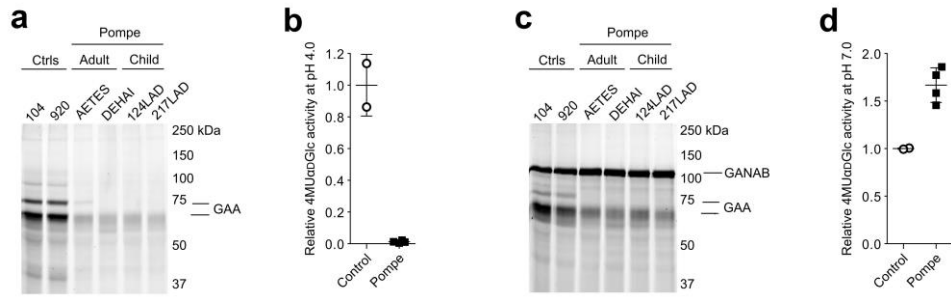 a
Pompe
Ctrls Adult Child
104 920 AETES DEHAI 124LAD 217LAD
250 kDa
150
100
75
GAA
50
37
b
Relative 4MUαDGlc activity at pH 4.0
1.2
1.0
0.8
0.6
0.4
0.2
0.0
Control
Pompe
c
Pompe
Ctrls Adult Child
104 920 AETES DEHAI 124LAD 217LAD
250 kDa
150
100
GANAB
75
GAA
50
37
d
Relative 4MUαDGlc activity at pH 7.0
2.0
1.5
1.0
0.5
0.0
Control
Pompe